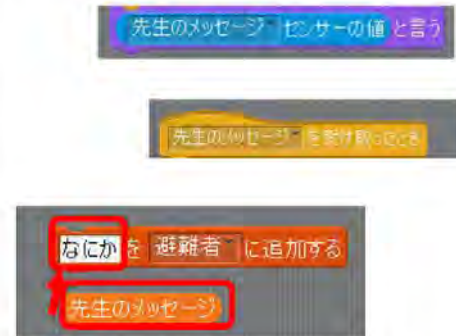 先生のメッセージ センサーの値 と言う
先生のメッセージ を受け取ったとき
なにか を 避難者 に追加する
先生のメッセージ